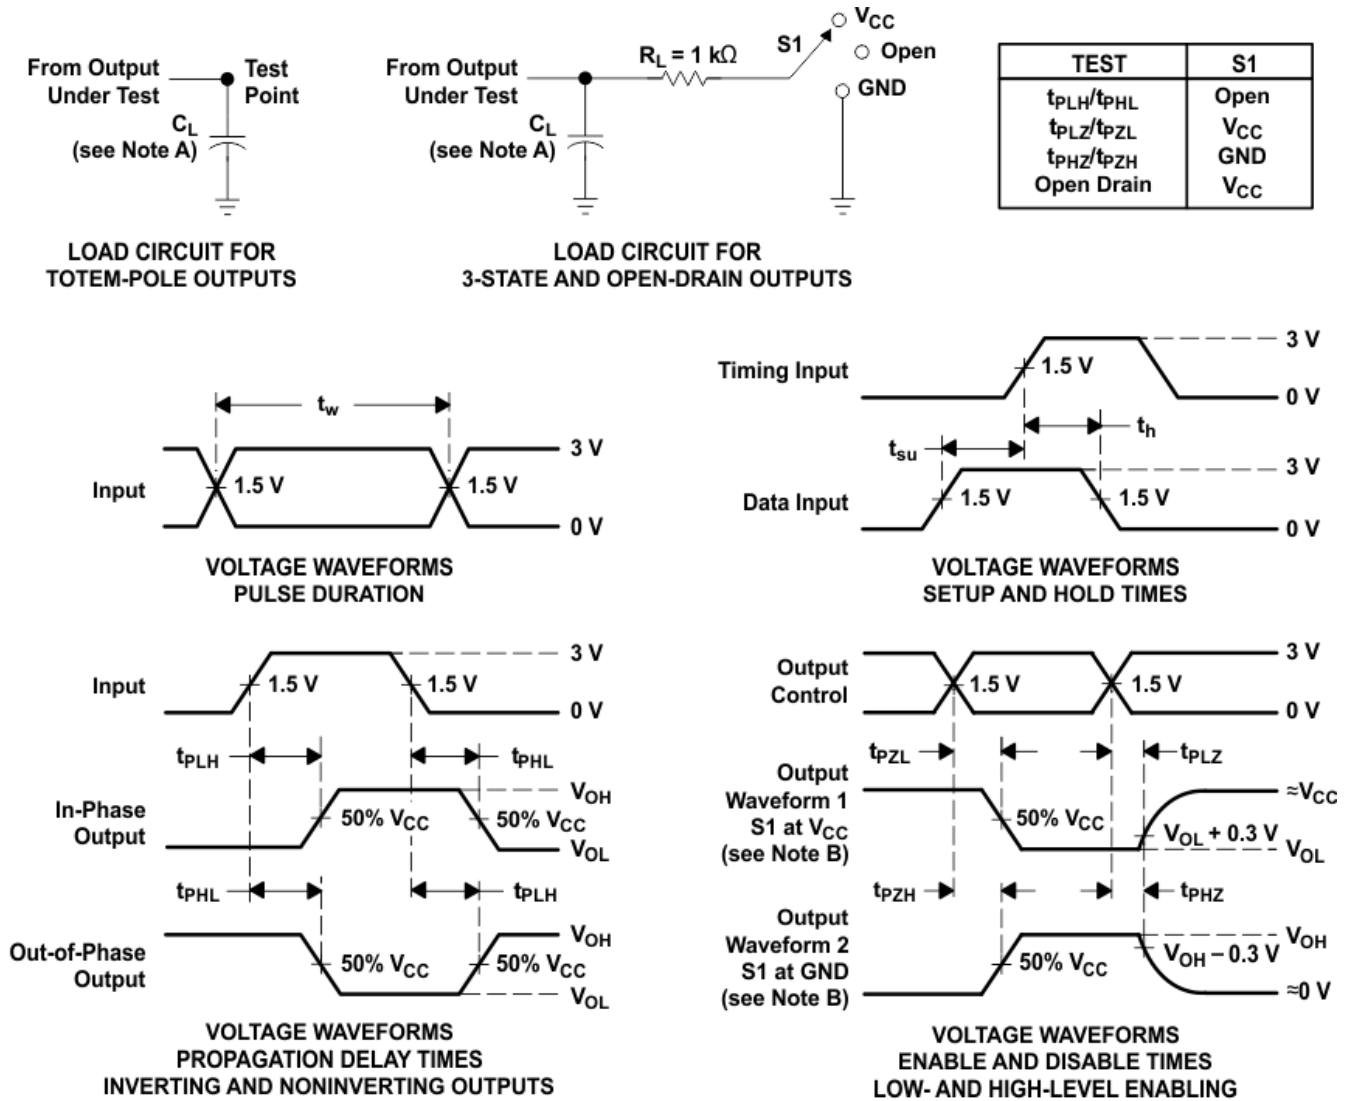 From Output
Under Test
Test
Point
CL
(see Note A)
LOAD CIRCUIT FOR
TOTEM-POLE OUTPUTS
From Output
Under Test
CL
(see Note A)
RL = 1 kΩ
S1
VCC
Open
GND
LOAD CIRCUIT FOR
3-STATE AND OPEN-DRAIN OUTPUTS
TEST S1
tPLH/tPHL Open
tPLZ/tPZL VCC
tPHZ/tPZH GND
Open Drain VCC
tw
Input
1.5 V
1.5 V
3 V
0 V
VOLTAGE WAVEFORMS
PULSE DURATION
Timing Input
1.5 V
3 V
0 V
tsu
th
Data Input
1.5 V
1.5 V
3 V
0 V
VOLTAGE WAVEFORMS
SETUP AND HOLD TIMES
Input
1.5 V
1.5 V
3 V
0 V
tPLH
tPHL
In-Phase
Output
50% VCC
50% VCC
VOH
VOL
tPHL
tPLH
Out-of-Phase
Output
50% VCC
50% VCC
VOH
VOL
VOLTAGE WAVEFORMS
PROPAGATION DELAY TIMES
INVERTING AND NONINVERTING OUTPUTS
Output
Control
1.5 V
1.5 V
3 V
0 V
tPZL
tPLZ
Output
Waveform 1
S1 at VCC
(see Note B)
50% VCC
VOL + 0.3 V
≈VCC
VOL
tPZH
tPHZ
Output
Waveform 2
S1 at GND
(see Note B)
50% VCC
VOH − 0.3 V
VOH
≈0 V
VOLTAGE WAVEFORMS
ENABLE AND DISABLE TIMES
LOW- AND HIGH-LEVEL ENABLING